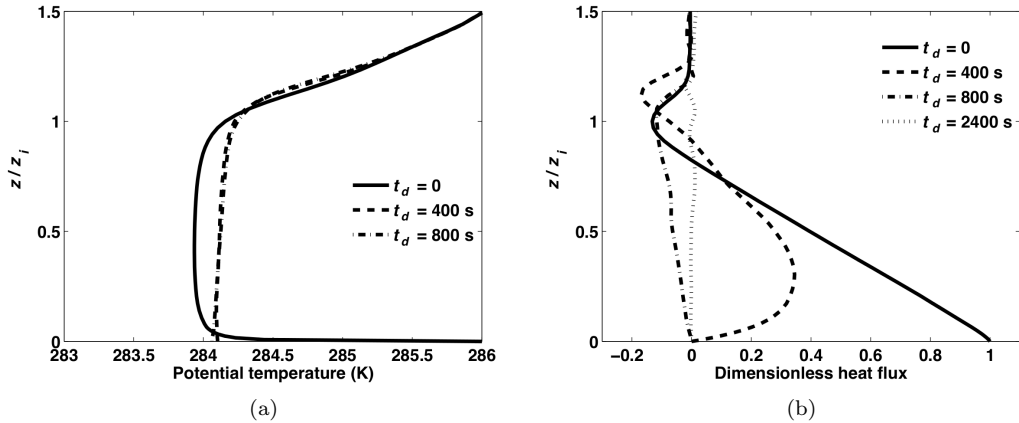 1.5
1
0.5
0
z/z_i
t_d = 0
t_d = 400 s
t_d = 800 s
283 283.5 284 284.5 285 285.5 286
Potential temperature (K)
(a)
1.5
1
0.5
0
z/z_i
t_d = 0
t_d = 400 s
t_d = 800 s
t_d = 2400 s
−0.2 0 0.2 0.4 0.6 0.8 1
Dimensionless heat flux
(b)